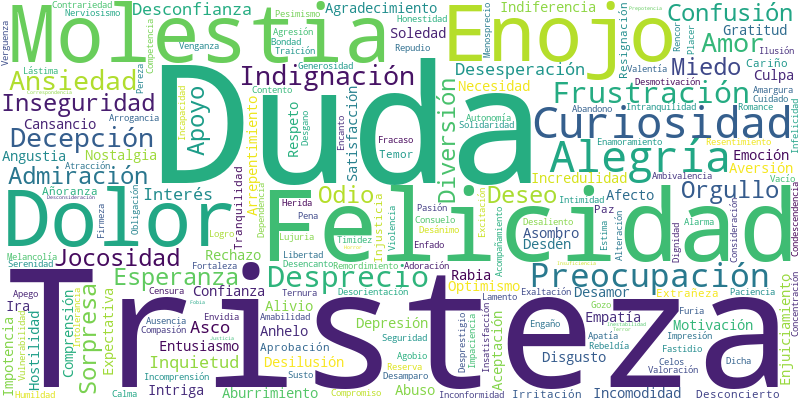 Molestia
Enojo
Duda
Tristeza
Felicidad
Dolor
Curiosidad
Alegría
Frustración
Confusión
Amor
Miedo
Culpa
Gratitud
Indignación
Desesperación
Necesidad
Desconfianza
Agradecimiento
Indiferencia
Soledad
Ansiedad
Inseguridad
Cansancio
Decepción
Angustia
Nostalgia
Admiración
Añoranza
Interés
Apoyo
Respeto
Satisfacción
Diversión
Odio
Deseo
Incredulidad
Orgullo
Emoción
Aversión
Afecto
Paz
Asombro
Desdén
Preocupación
Jocosidad
Esperanza
Desprecio
Rechazo
Confianza
Sorpresa
Ira
Asco
Anhelo
Entusiasmo
Inquietud
Intriga
Aburrimiento
Desilusión
Alivio
Depresión
Abuso
Aceptación
Rabia
Optimismo
Desamor
Extrañeza
Empatía
Motivación
Disgusto
Incomodidad
Irritación
Desconcierto
Enjuiciamiento
Impotencia
Hostilidad
Comprensión
Expectativa
Vulnerabilidad
Intolerancia
Humildad
Calma
Apego
Melancolía
Serenidad
Desconsideración
Firmeza
Obligación
Atracción
Arrogancia
Lástima
Correspondencia
Pereza
Vergüenza
Contrariedad
Nerviosismo
Pesimismo
Competencia
Venganza
Agresión
Bondad
Traición
Generosidad
Honestidad
Repudio
Menosprecio
Resignación
Rencor
Placer
Ilusión
Prepotencia
Valentía
Cariño
Desmotivación
Amargura
Cuidado
Romance
Intranquilidad
Abandono
Infelicidad
Resentimiento
Vacío
Ambivalencia
Enamoramiento
Autonomía
Solidaridad
Contento
Desgano
Encanto
Fracaso
Temor
Incapacidad
Arrepentimiento
Tranquilidad
Dependencia
Logro
Herida
Pena
Lujuria
Libertad
Desencanto
Timidez
Humor
Injusticia
Violencia
Pasión
Consuelo
Desánimo
Enfado
Excitación
Acompañamiento
Desaliento
Intimidad
Estima
Alteración
Alarma
Dignidad
Consideración
Condescendencia
Remordimiento
Adoración
Fortaleza
Ternura
Desorientación
Censura
Fobia
Ausencia
Compasión
Envidia
Amabilidad
Aprobación
Justicia
Incomprensión
Susto
Seguridad
Agobio
Reserva
Desamparo
Compromiso
Desprestigio
Impaciencia
Insatisfacción
Inconformidad
Lamento
Exaltación
Engaño
Gozo
Apatía
Rebeldía
Inestabilidad
Terror
Furia
Impresión
Fastidio
Celos
Valoración
Dicha
Paciencia
Concentración